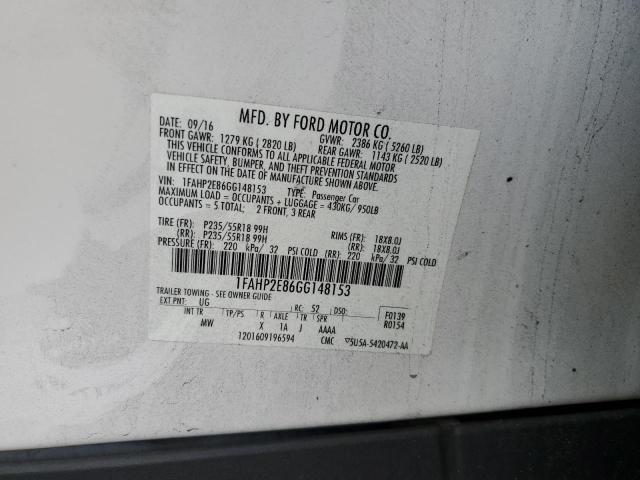 MFD. BY FORD MOTOR CO.
DATE: 09/16 GVWR: 2386 KG ( 5260 LB)
FRONT GAWR: 1279 KG ( 2820 LB) REAR GAWR: 1143 KG ( 2520 LB)
THIS VEHICLE CONFORMS TO ALL APPLICABLE FEDERAL MOTOR
VEHICLE SAFETY, BUMPER, AND THEFT PREVENTION STANDARDS
IN EFFECT ON THE DATE OF MANUFACTURE SHOWN ABOVE.
VIN: 1FAHP2E86GG148153 TYPE: Passenger Car
MAXIMUM LOAD = OCCUPANTS + LUGGAGE = 430KG/ 950LB
OCCUPANTS = 5 TOTAL; 2 FRONT, 3 REAR
TIRE (FR): P235/55R18 99H RIMS (FR): 18X8.0J
(RR): P235/55R18 99H (RR): 18X8.0J
PRESSURE (FR): 220 kPa/ 32 PSI COLD (RR): 220 kPa/ 32 PSI COLD
1FAHP2E86GG148153
TRAILER TOWING - SEE OWNER GUIDE
EXT PNT: UG RC: 52 DSO: F0139
INT TR TP/PS R AXLE TR SPR R0154
MW X 1A J AAAA
1201609196594 CMC ▽5U5A-5420472-AA